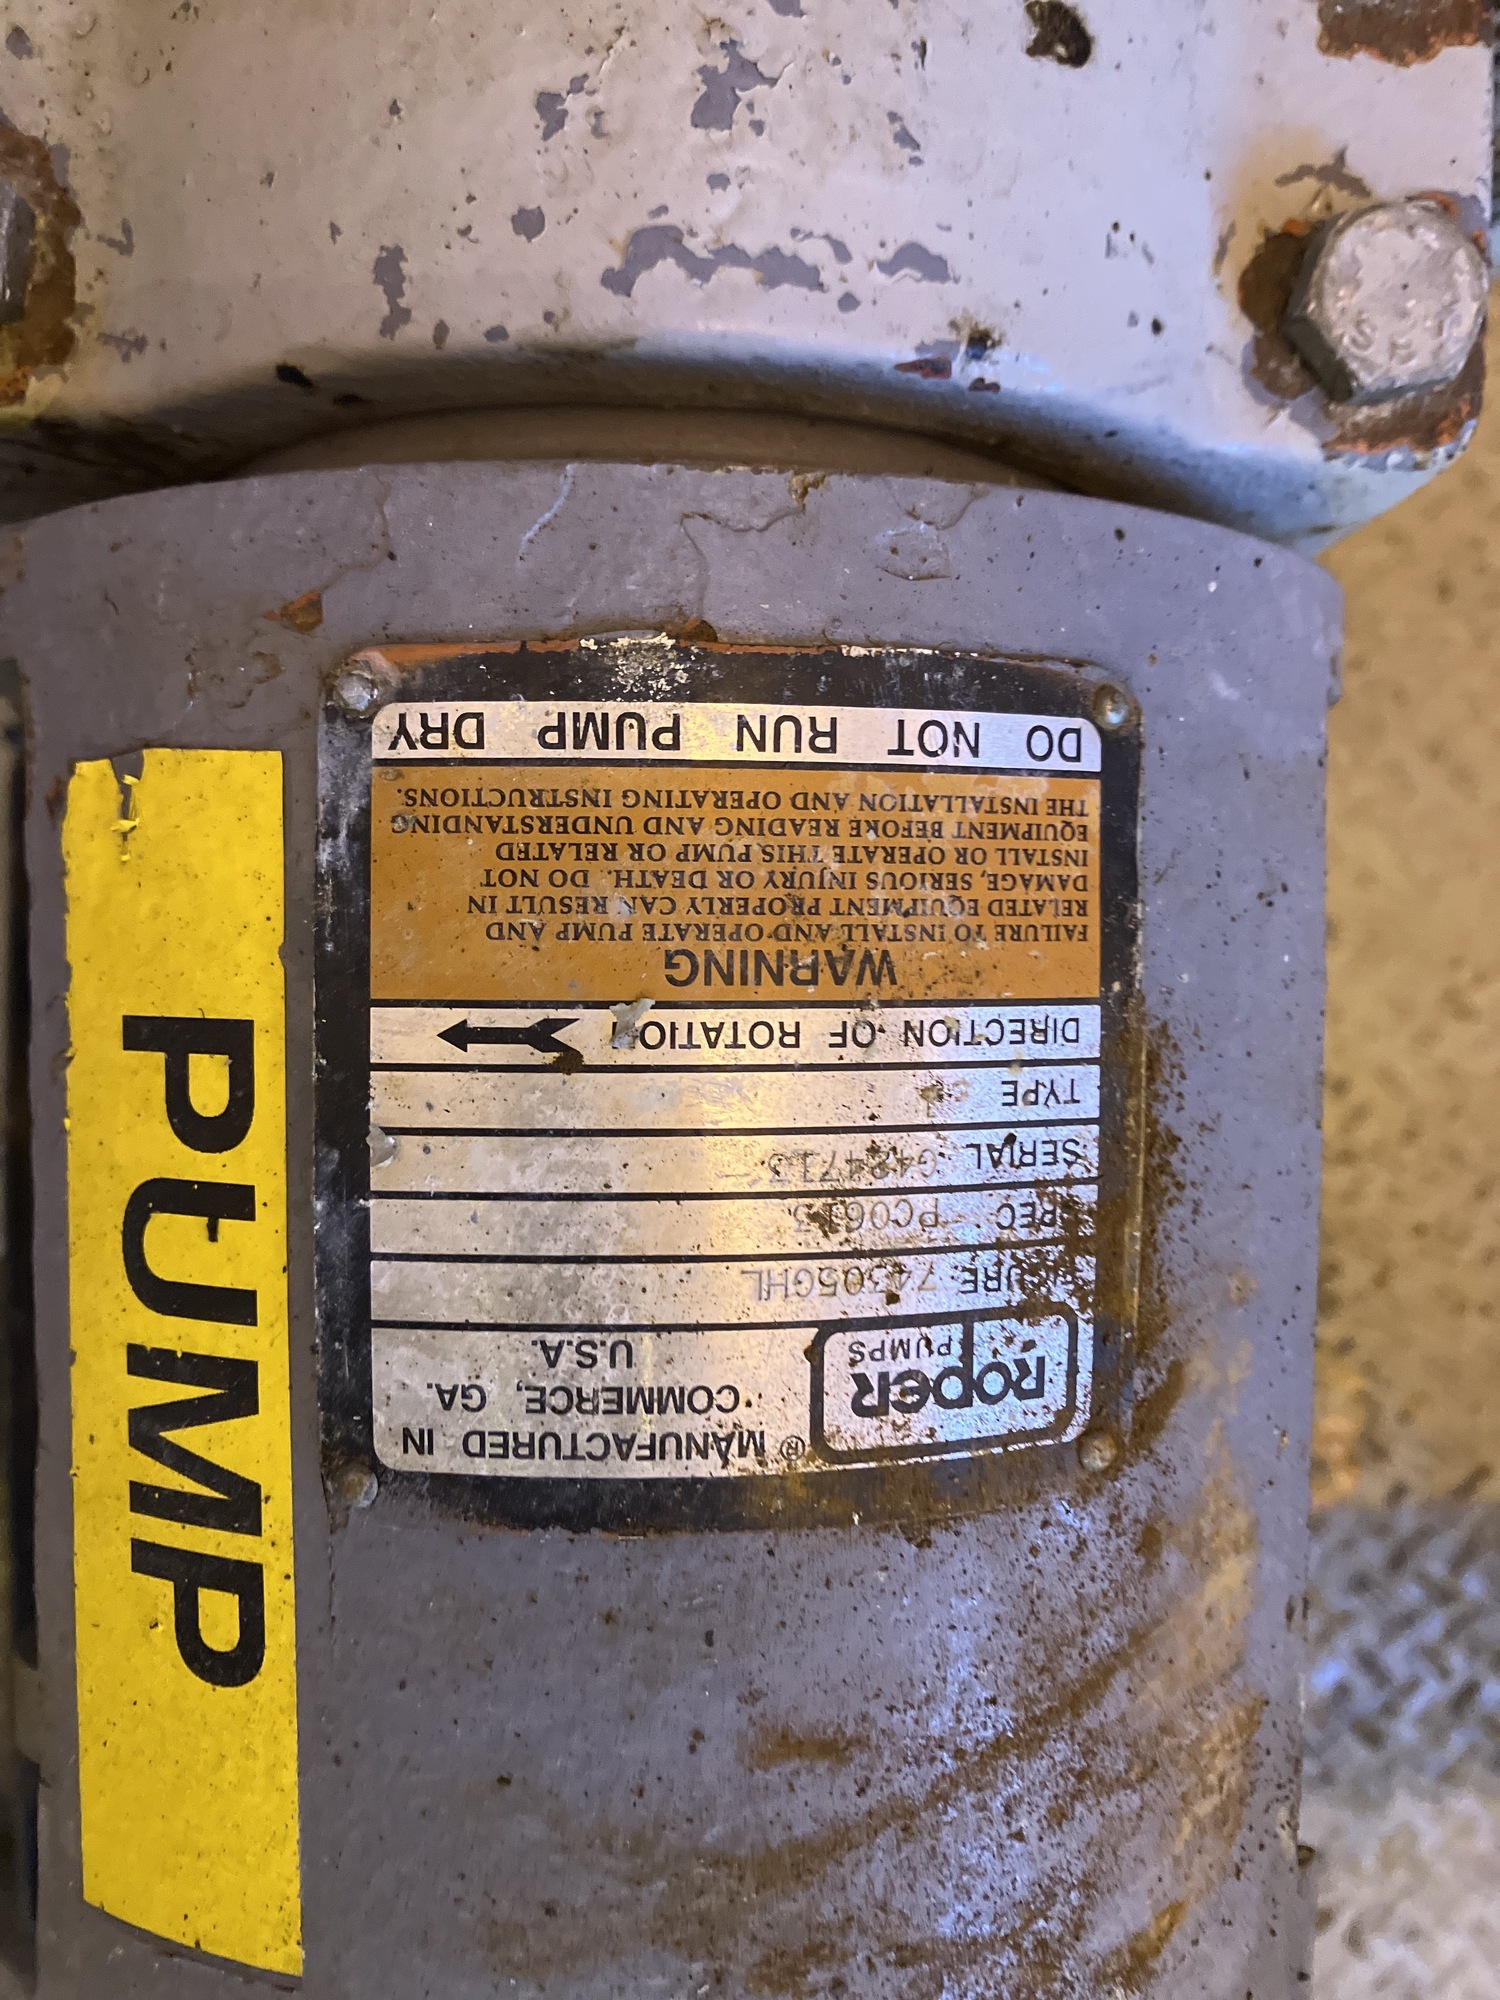 ROPER
PUMPS
® MANUFACTURED IN
COMMERCE, GA.
U.S.A.
74305GHL
REC.
SERIAL
TYPE
DIRECTION OF ROTATION
WARNING
FAILURE TO INSTALL AND OPERATE PUMP AND
RELATED EQUIPMENT PROPERLY CAN RESULT IN
DAMAGE, SERIOUS INJURY OR DEATH. DO NOT
INSTALL OR OPERATE THIS PUMP OR RELATED
EQUIPMENT BEFORE READING AND UNDERSTANDING
THE INSTALLATION AND OPERATING INSTRUCTIONS.
DO NOT RUN PUMP DRY
PUMP